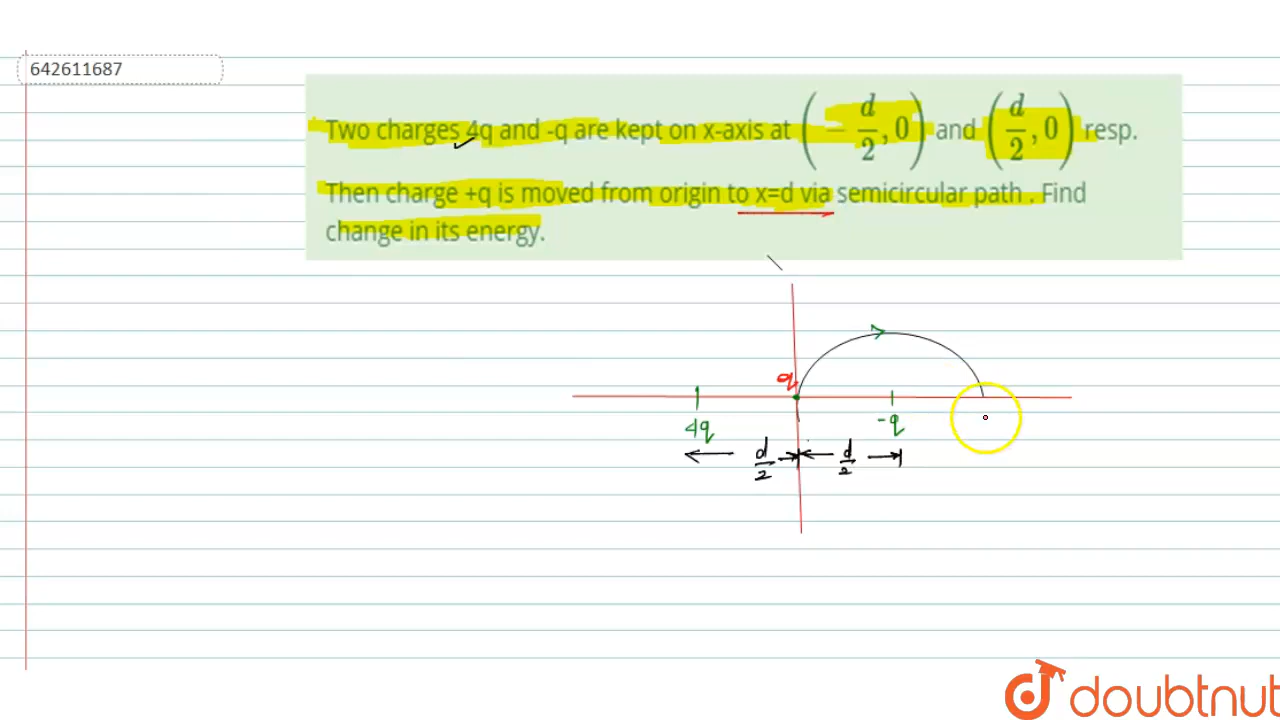 642611687
Two charges 4q and -q are kept on x-axis at (-d/2, 0) and (d/2, 0) resp.
Then charge +q is moved from origin to x=d via semicircular path . Find
change in its energy.
q
4q
-q
d/2
d/2
doubtnut